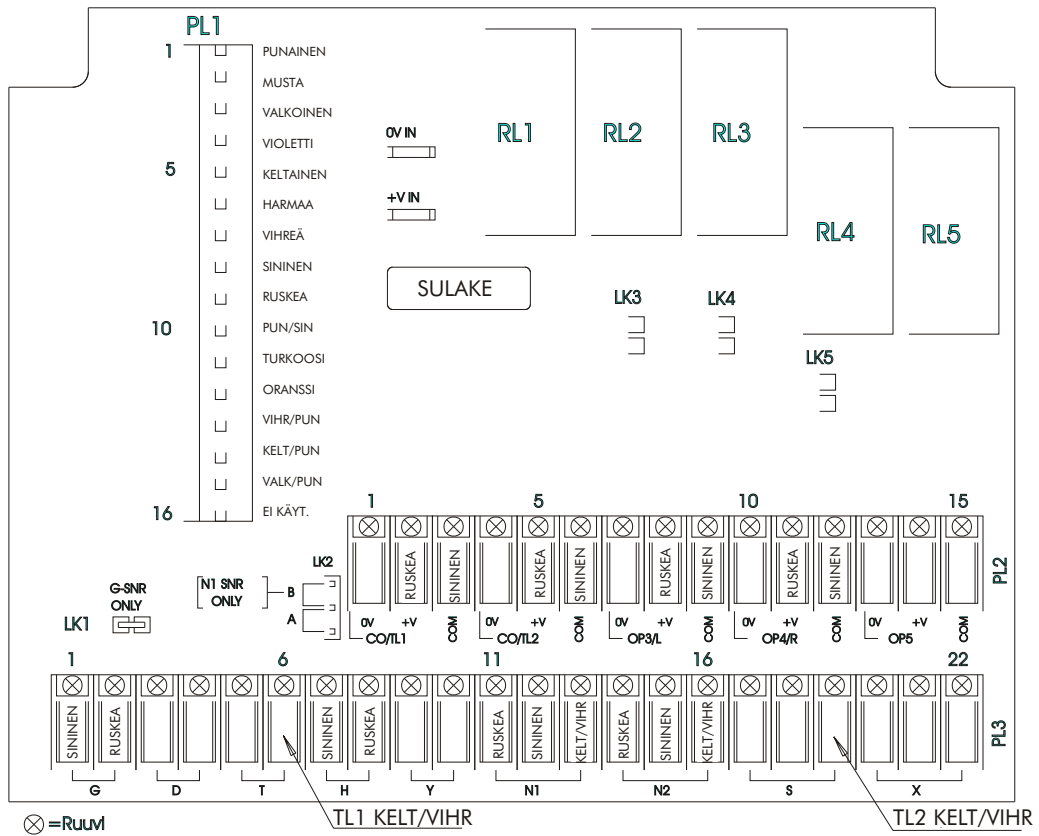 PL1
1 PUNAINEN
MUSTA
VALKOINEN
VIOLETTI
5 KELTAINEN
HARMAA
VIHREÄ
SININEN
RUSKEA
10 PUN/SIN
TURKOOSI
ORANSSI
VIHR/PUN
KELT/PUN
VALK/PUN
16 EI KÄYT.
0V IN
+V IN
SULAKE
RL1 RL2 RL3
RL4 RL5
LK3 LK4
LK5
1 5 10 15
RUSKEA SININEN RUSKEA SININEN RUSKEA SININEN RUSKEA SININEN
PL2
0V +V COM 0V +V COM 0V +V COM 0V +V COM 0V +V COM
CO/TL1 CO/TL2 OP3/L OP4/R OP5
LK2
B
A
N1 SNR
ONLY
G-SNR
ONLY
LK1
1 6 11 16 22
SININEN RUSKEA SININEN RUSKEA RUSKEA SININEN KELT/VIHR RUSKEA SININEN KELT/VIHR
PL3
G D T H Y N1 N2 S X
TL1 KELT/VIHR TL2 KELT/VIHR
=Ruuvi